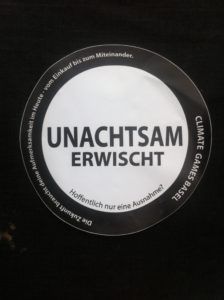 Die Zukunft braucht deine Aufmerksamkeit im Heute - vom Einkauf bis zum Miteinander.
CLIMATE GAMES BASEL
UNACHTSAM
ERWISCHT
Hoffentlich nur eine Ausnahme?